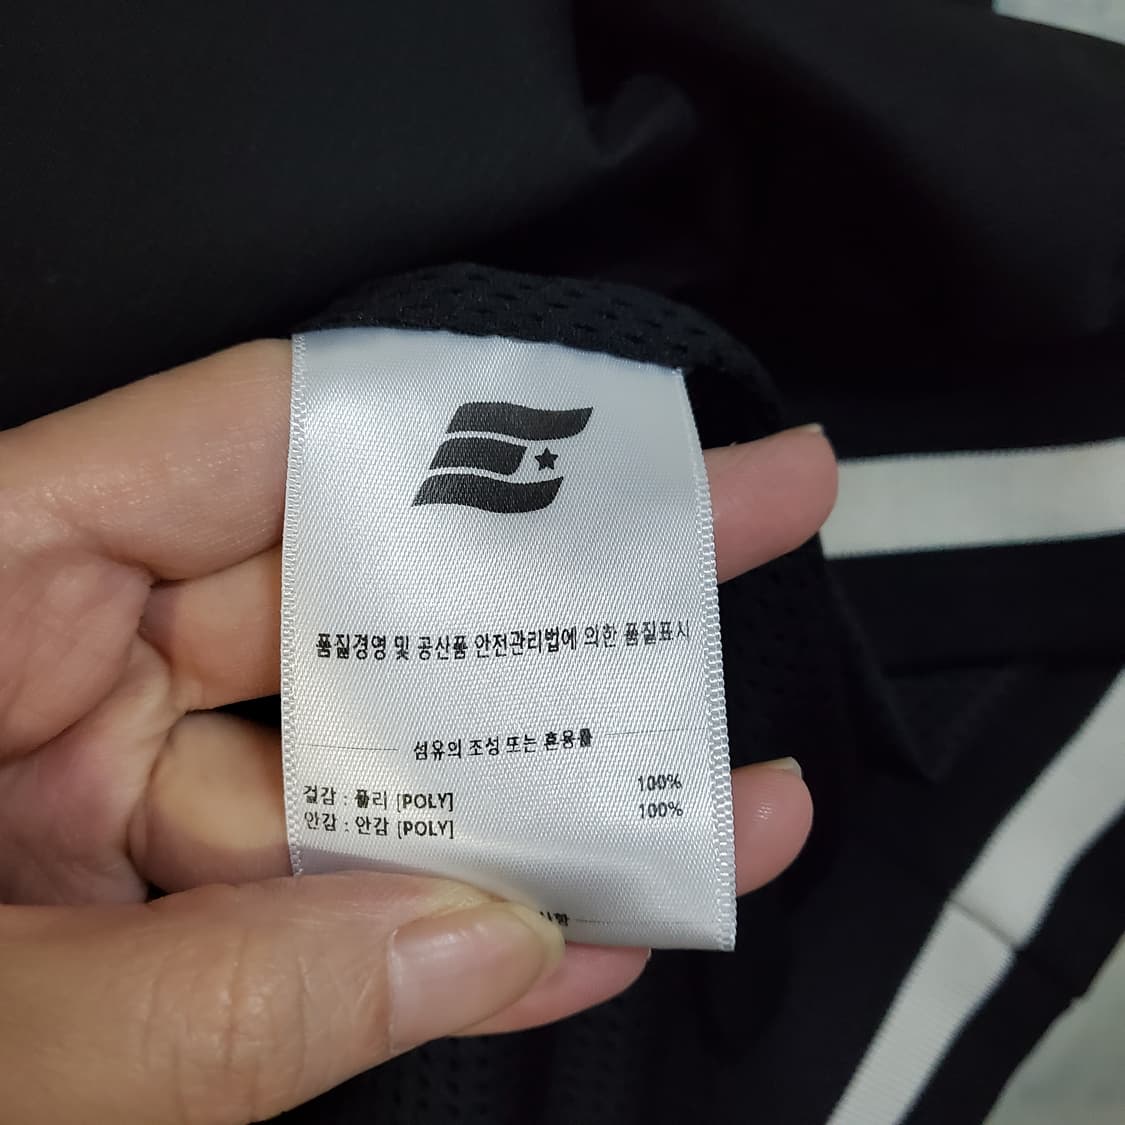 품질경영 및 공산품 안전관리법에 의한 품질표시
섬유의 조성 또는 혼용률
겉감 : 폴리 [POLY] 100%
안감 : 안감 [POLY] 100%